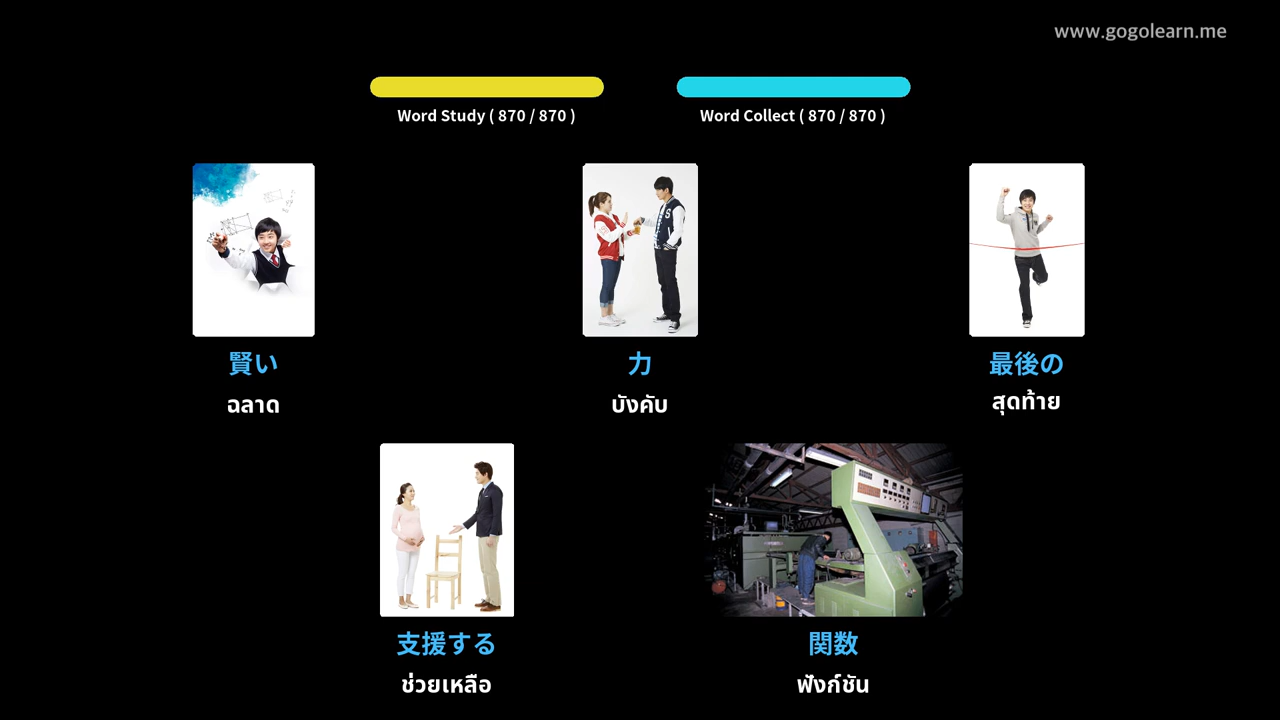 www.gogolearn.me
Word Study ( 870 / 870 )
Word Collect ( 870 / 870 )
賢い
力
最後の
ฉลาด
บังคับ
สุดท้าย
支援する
関数
ช่วยเหลือ
ฟังก์ชัน